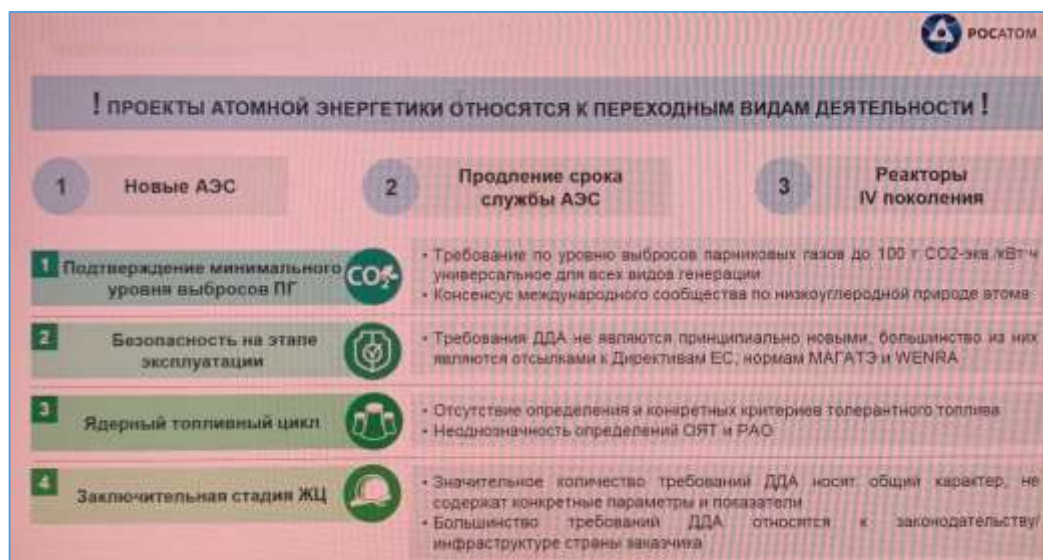 РОСАТОМ
! ПРОЕКТЫ АТОМНОЙ ЭНЕРГЕТИКИ ОТНОСЯТСЯ К ПЕРЕХОДНЫМ ВИДАМ ДЕЯТЕЛЬНОСТИ !
1
Новые АЭС
2
Продление срока
службы АЭС
3
Реакторы
IV поколения
1
Подтверждение минимального
уровня выбросов ПГ
CO2
• Требование по уровню выбросов парниковых газов до 100 г СО2-экв./кВт·ч
универсальное для всех видов генерации
• Консенсус международного сообщества по низкоуглеродной природе атома
2
Безопасность на этапе
эксплуатации
• Требования ДДА не являются принципиально новыми, большинство из них
являются отсылками к Директивам ЕС, нормам МАГАТЭ и WENRA
3
Ядерный топливный цикл
• Отсутствие определения и конкретных критериев толерантного топлива
• Неоднозначность определений ОЯТ и РАО
4
Заключительная стадия ЖЦ
• Значительное количество требований ДДА носит общий характер, не
содержат конкретные параметры и показатели
• Большинство требований ДДА относятся к законодательству/
инфраструктуре страны заказчика